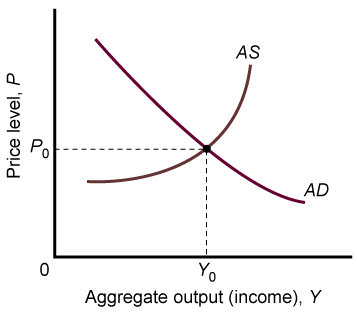 AS
Price level, P
P0
AD
0
Y0
Aggregate output (income), Y